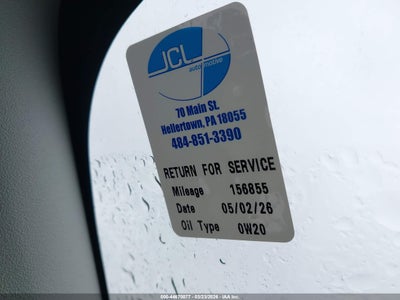 JCL
automotive
70 Main St.
Hellertown, PA 18055
484-851-3390
RETURN FOR SERVICE
Mileage 156855
Date 05/02/26
Oil Type 0W20